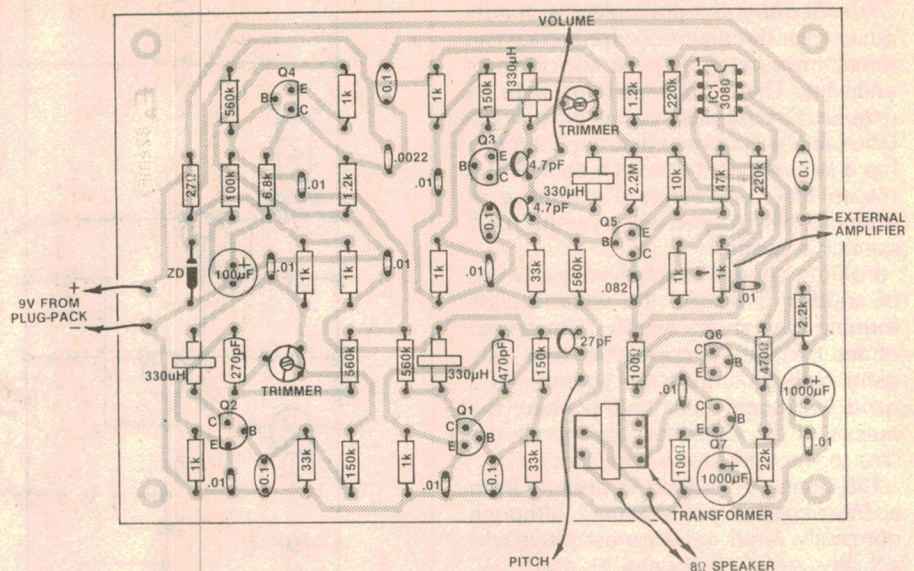 VOLUME
560k
Q4
B
E
C
1k
0.1
1k
150k
330µH
TRIMMER
1.2k
220k
1
IC1
3080
27Ω
100k
6.8k
.01
1.2k
.0022
.01
Q3
B
E
C
4.7pF
0.1
4.7pF
330µH
2.2M
10k
47k
220k
0.1
Q5
B
E
C
EXTERNAL
AMPLIFIER
ZD
100µF
+
.01
1k
1k
.01
1k
.01
33k
560k
.082
1k
1k
.01
+
9V FROM
PLUG-PACK
−
2.2k
330µH
270pF
TRIMMER
560k
560k
330µH
470pF
150k
27pF
100Ω
Q6
C
E
B
470Ω
+
1000µF
.01
Q2
C
B
E
Q1
C
B
E
C
B
E
Q7
.01
1k
.01
0.1
33k
150k
1k
.01
0.1
33k
100Ω
+
1000µF
22k
TRANSFORMER
PITCH
8Ω SPEAKER